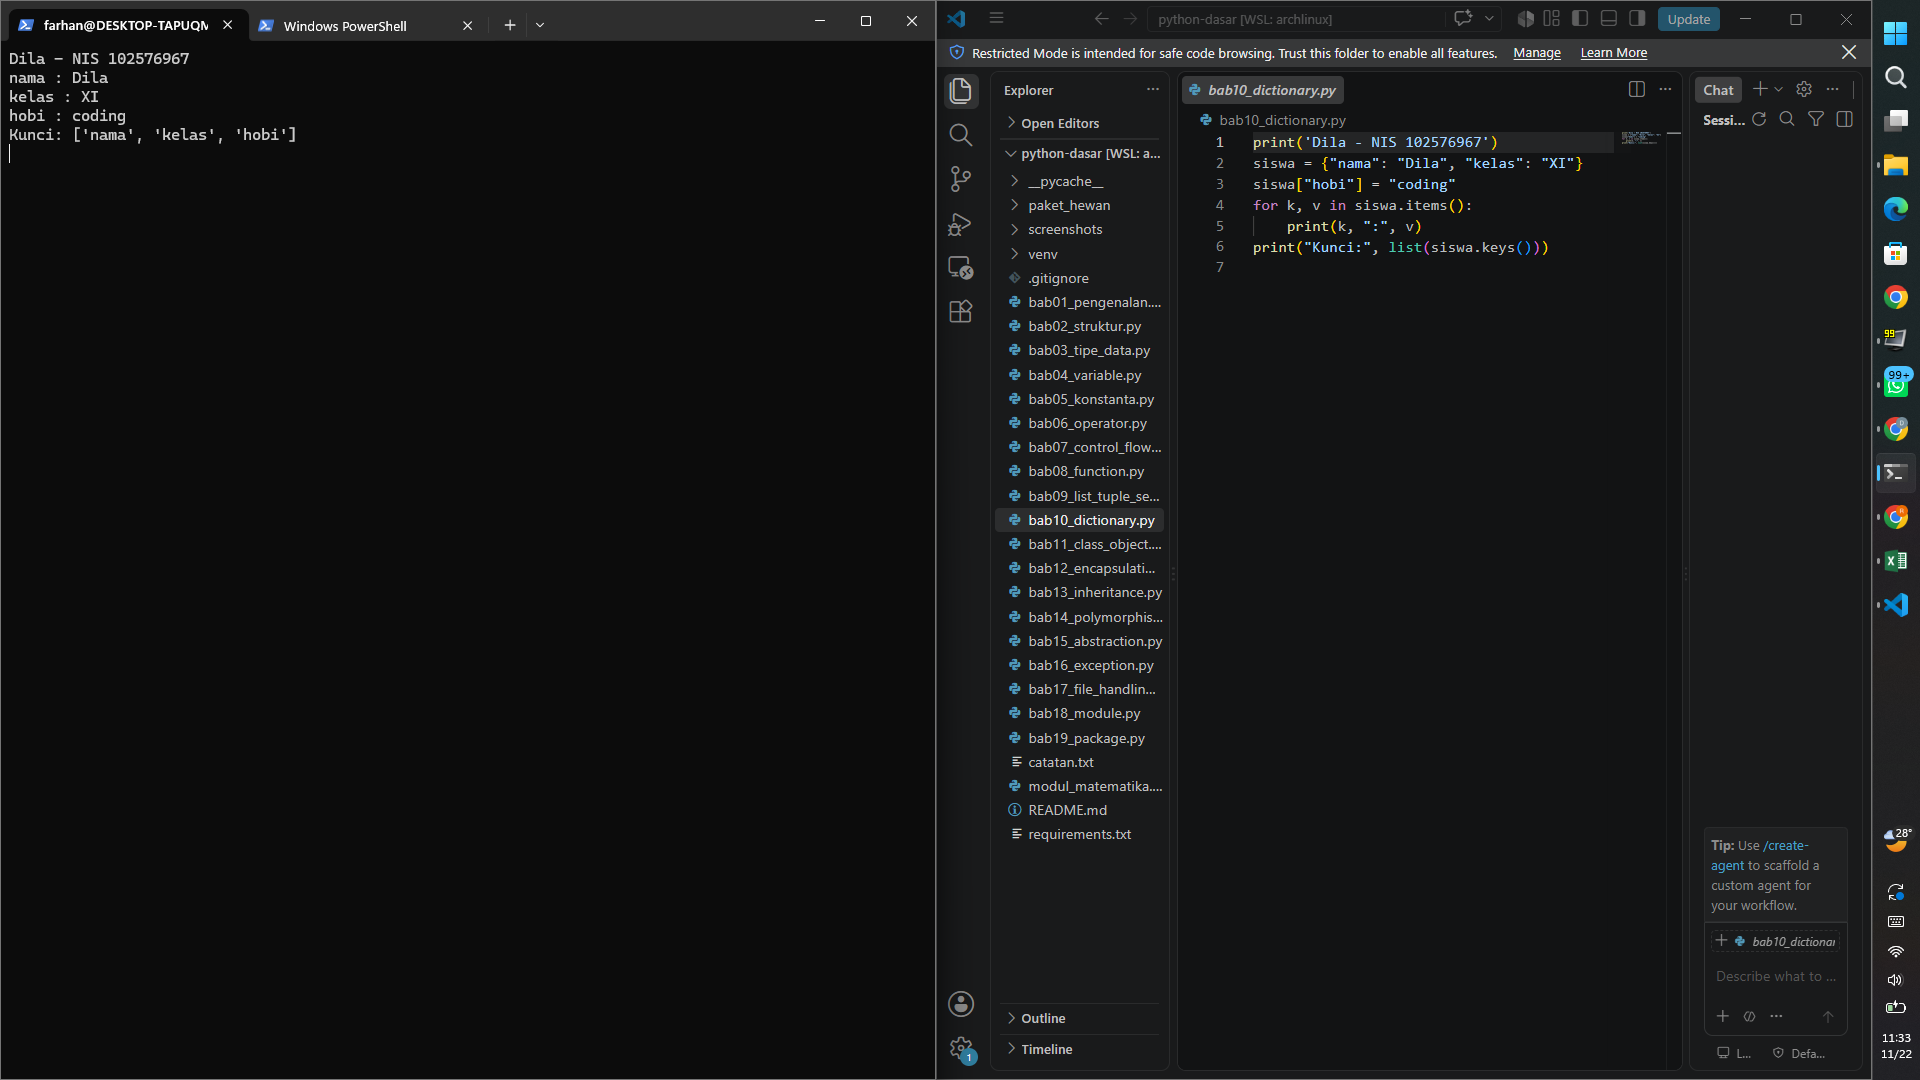 farhan@DESKTOP-TAPUQM
Windows PowerShell
Dila - NIS 102576967
nama : Dila
kelas : XI
hobi : coding
Kunci: ['nama', 'kelas', 'hobi']
python-dasar [WSL: archlinux]
Update
Restricted Mode is intended for safe code browsing. Trust this folder to enable all features. Manage Learn More
Explorer
Open Editors
python-dasar [WSL: a...
__pycache__
paket_hewan
screenshots
venv
.gitignore
bab01_pengenalan....
bab02_struktur.py
bab03_tipe_data.py
bab04_variable.py
bab05_konstanta.py
bab06_operator.py
bab07_control_flow...
bab08_function.py
bab09_list_tuple_se...
bab10_dictionary.py
bab11_class_object....
bab12_encapsulati...
bab13_inheritance.py
bab14_polymorphis...
bab15_abstraction.py
bab16_exception.py
bab17_file_handlin...
bab18_module.py
bab19_package.py
catatan.txt
modul_matematika....
README.md
requirements.txt
Outline
Timeline
1
bab10_dictionary.py
bab10_dictionary.py
1 print('Dila - NIS 102576967')
2 siswa = {"nama": "Dila", "kelas": "XI"}
3 siswa["hobi"] = "coding"
4 for k, v in siswa.items():
5     print(k, ":", v)
6 print("Kunci:", list(siswa.keys()))
7
Chat
Sessi...
Tip: Use /create-
agent to scaffold a
custom agent for
your workflow.
bab10_dictionar
Describe what to ...
L...
Defa...
99
99+
28°
11:33
11/22